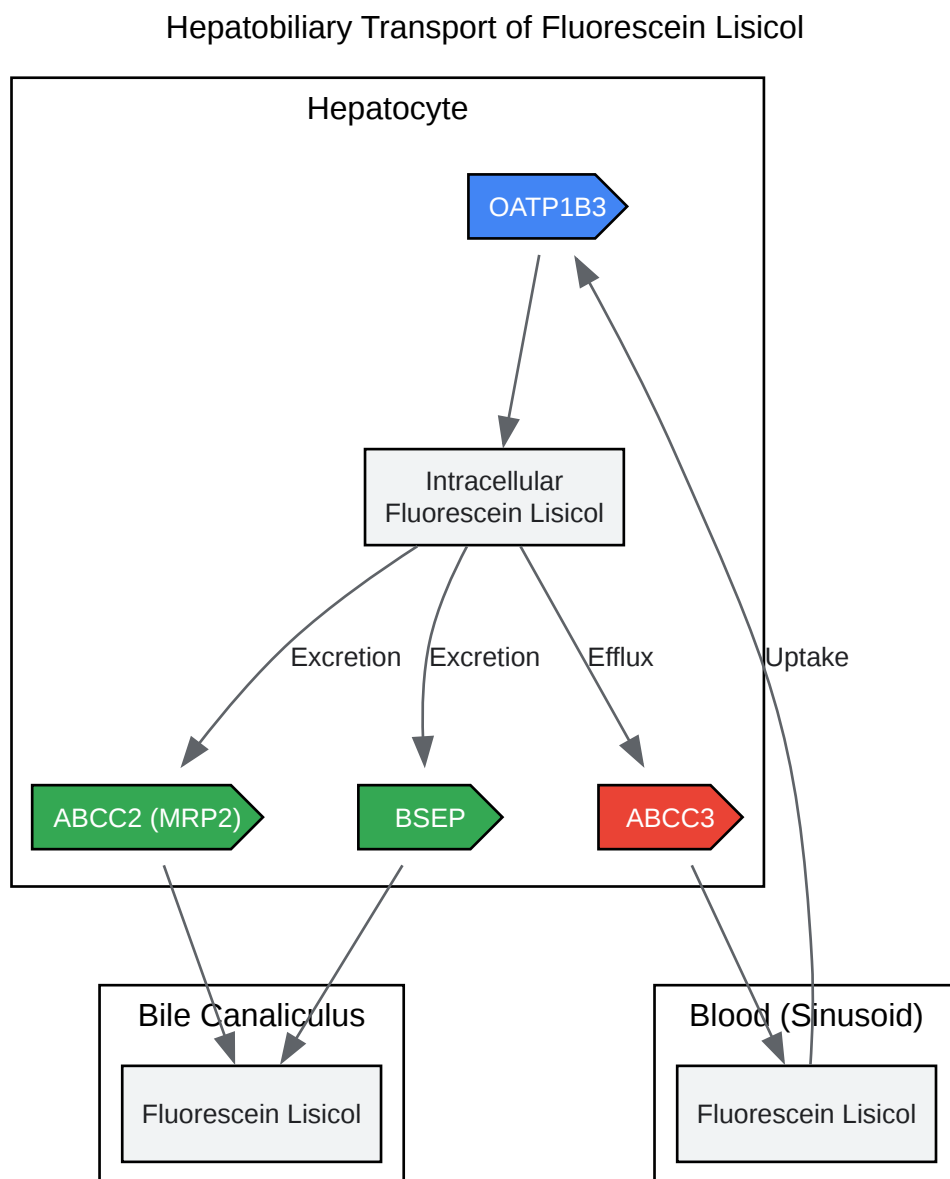 Hepatobiliary Transport of Fluorescein Lisicol
Hepatocyte
OATP1B3
Intracellular
Fluorescein Lisicol
Excretion
Excretion
Efflux
Uptake
ABCC2 (MRP2)
BSEP
ABCC3
Bile Canaliculus
Blood (Sinusoid)
Fluorescein Lisicol
Fluorescein Lisicol